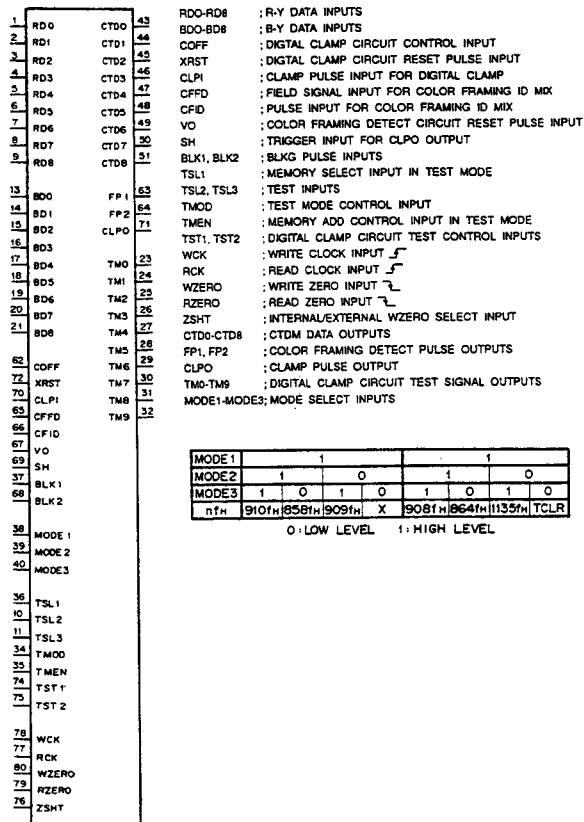 1 RD0 CTD0 43
2 RD1 CTD1 44
3 RD2 CTD2 45
4 RD3 CTD3 46
5 RD4 CTD4 47
6 RD5 CTD5 48
7 RD6 CTD6 49
8 RD7 CTD7 50
9 RD8 CTD8 51
13 BD0 FP1 63
14 BD1 FP2 64
15 BD2 CLPO 71
16 BD3
17 BD4 TM0 23
18 BD5 TM1 24
19 BD6 TM2 25
20 BD7 TM3 26
21 BD8 TM4 27
TM5 28
62 COFF TM6 29
72 XRST TM7 30
70 CLPI TM8 31
65 CFFD TM9 32
66 CFID
67 VO
69 SH
37 BLK1
68 BLK2
38 MODE 1
39 MODE 2
40 MODE3
36 TSL1
10 TSL2
11 TSL3
34 TMOD
35 TMEN
74 TST1
75 TST2
78 WCK
77 RCK
80 WZERO
79 RZERO
76 ZSHT
RD0-RD8 ; R-Y DATA INPUTS
BD0-BD8 ; B-Y DATA INPUTS
COFF ; DIGTAL CLAMP CIRCUIT CONTROL INPUT
XRST ; DIGTAL CLAMP CIRCUIT RESET PULSE INPUT
CLPI ; CLAMP PULSE INPUT FOR DIGITAL CLAMP
CFFD ; FIELD SIGNAL INPUT FOR COLOR FRAMING ID MIX
CFID ; PULSE INPUT FOR COLOR FRAMING ID MIX
VO ; COLOR FRAMING DETECT CIRCUIT RESET PULSE INPUT
SH ; TRIGGER INPUT FOR CLPO OUTPUT
BLK1, BLK2 ; BLKG PULSE INPUTS
TSL1 ; MEMORY SELECT INPUT IN TEST MODE
TSL2, TSL3 ; TEST INPUTS
TMOD ; TEST MODE CONTROL INPUT
TMEN ; MEMORY ADD CONTROL INPUT IN TEST MODE
TST1, TST2 ; DIGITAL CLAMP CIRCUIT TEST CONTROL INPUTS
WCK ; WRITE CLOCK INPUT
RCK ; READ CLOCK INPUT
WZERO ; WRITE ZERO INPUT
RZERO ; READ ZERO INPUT
ZSHT ; INTERNAL/EXTERNAL WZERO SELECT INPUT
CTD0-CTD8 ; CTDM DATA OUTPUTS
FP1, FP2 ; COLOR FRAMING DETECT PULSE OUTPUTS
CLPO ; CLAMP PULSE OUTPUT
TM0-TM9 ; DIGITAL CLAMP CIRCUIT TEST SIGNAL OUTPUTS
MODE1-MODE3; MODE SELECT INPUTS
MODE 1 1 1
MODE2 1 0 1 0
MODE3 1 0 1 0 1 0 1 0
nfH 910fH 858fH 909fH X 908fH 864fH 1135fH TCLR
0 : LOW LEVEL 1 : HIGH LEVEL